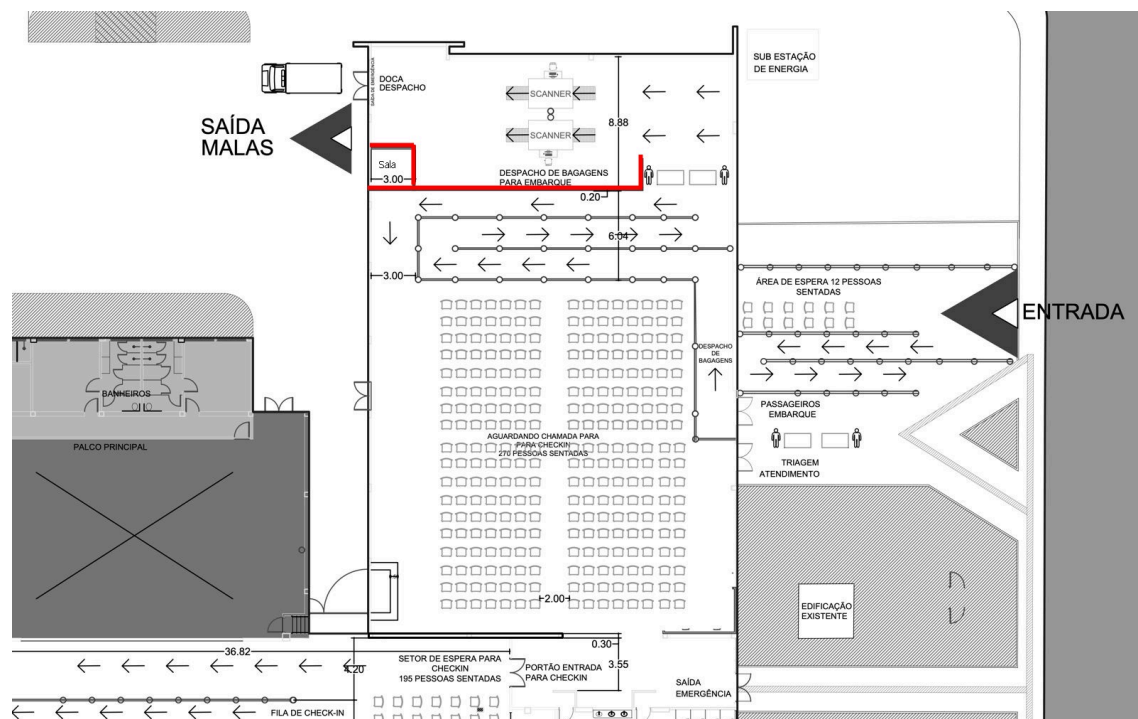 SUB ESTAÇÃO
DE ENERGIA
SAÍDA DE EMERGÊNCIA
DOCA
DESPACHO
SCANNER
8.88
SAÍDA
MALAS
SCANNER
Sala
3.00
DESPACHO DE BAGAGENS
PARA EMBARQUE
0.20
6.04
3.00
ÁREA DE ESPERA 12 PESSOAS
SENTADAS
ENTRADA
DESPACHO
DE
BAGAGENS
BANHEIROS
PASSAGEIROS
EMBARQUE
PALCO PRINCIPAL
AGUARDANDO CHAMADA PARA
PARA CHECKIN
270 PESSOAS SENTADAS
TRIAGEM
ATENDIMENTO
2.00
EDIFICAÇÃO
EXISTENTE
36.82
4.20
SETOR DE ESPERA PARA
CHECKIN
195 PESSOAS SENTADAS
0.30
PORTÃO ENTRADA
PARA CHECKIN
3.55
SAÍDA
EMERGÊNCIA
FILA DE CHECK-IN